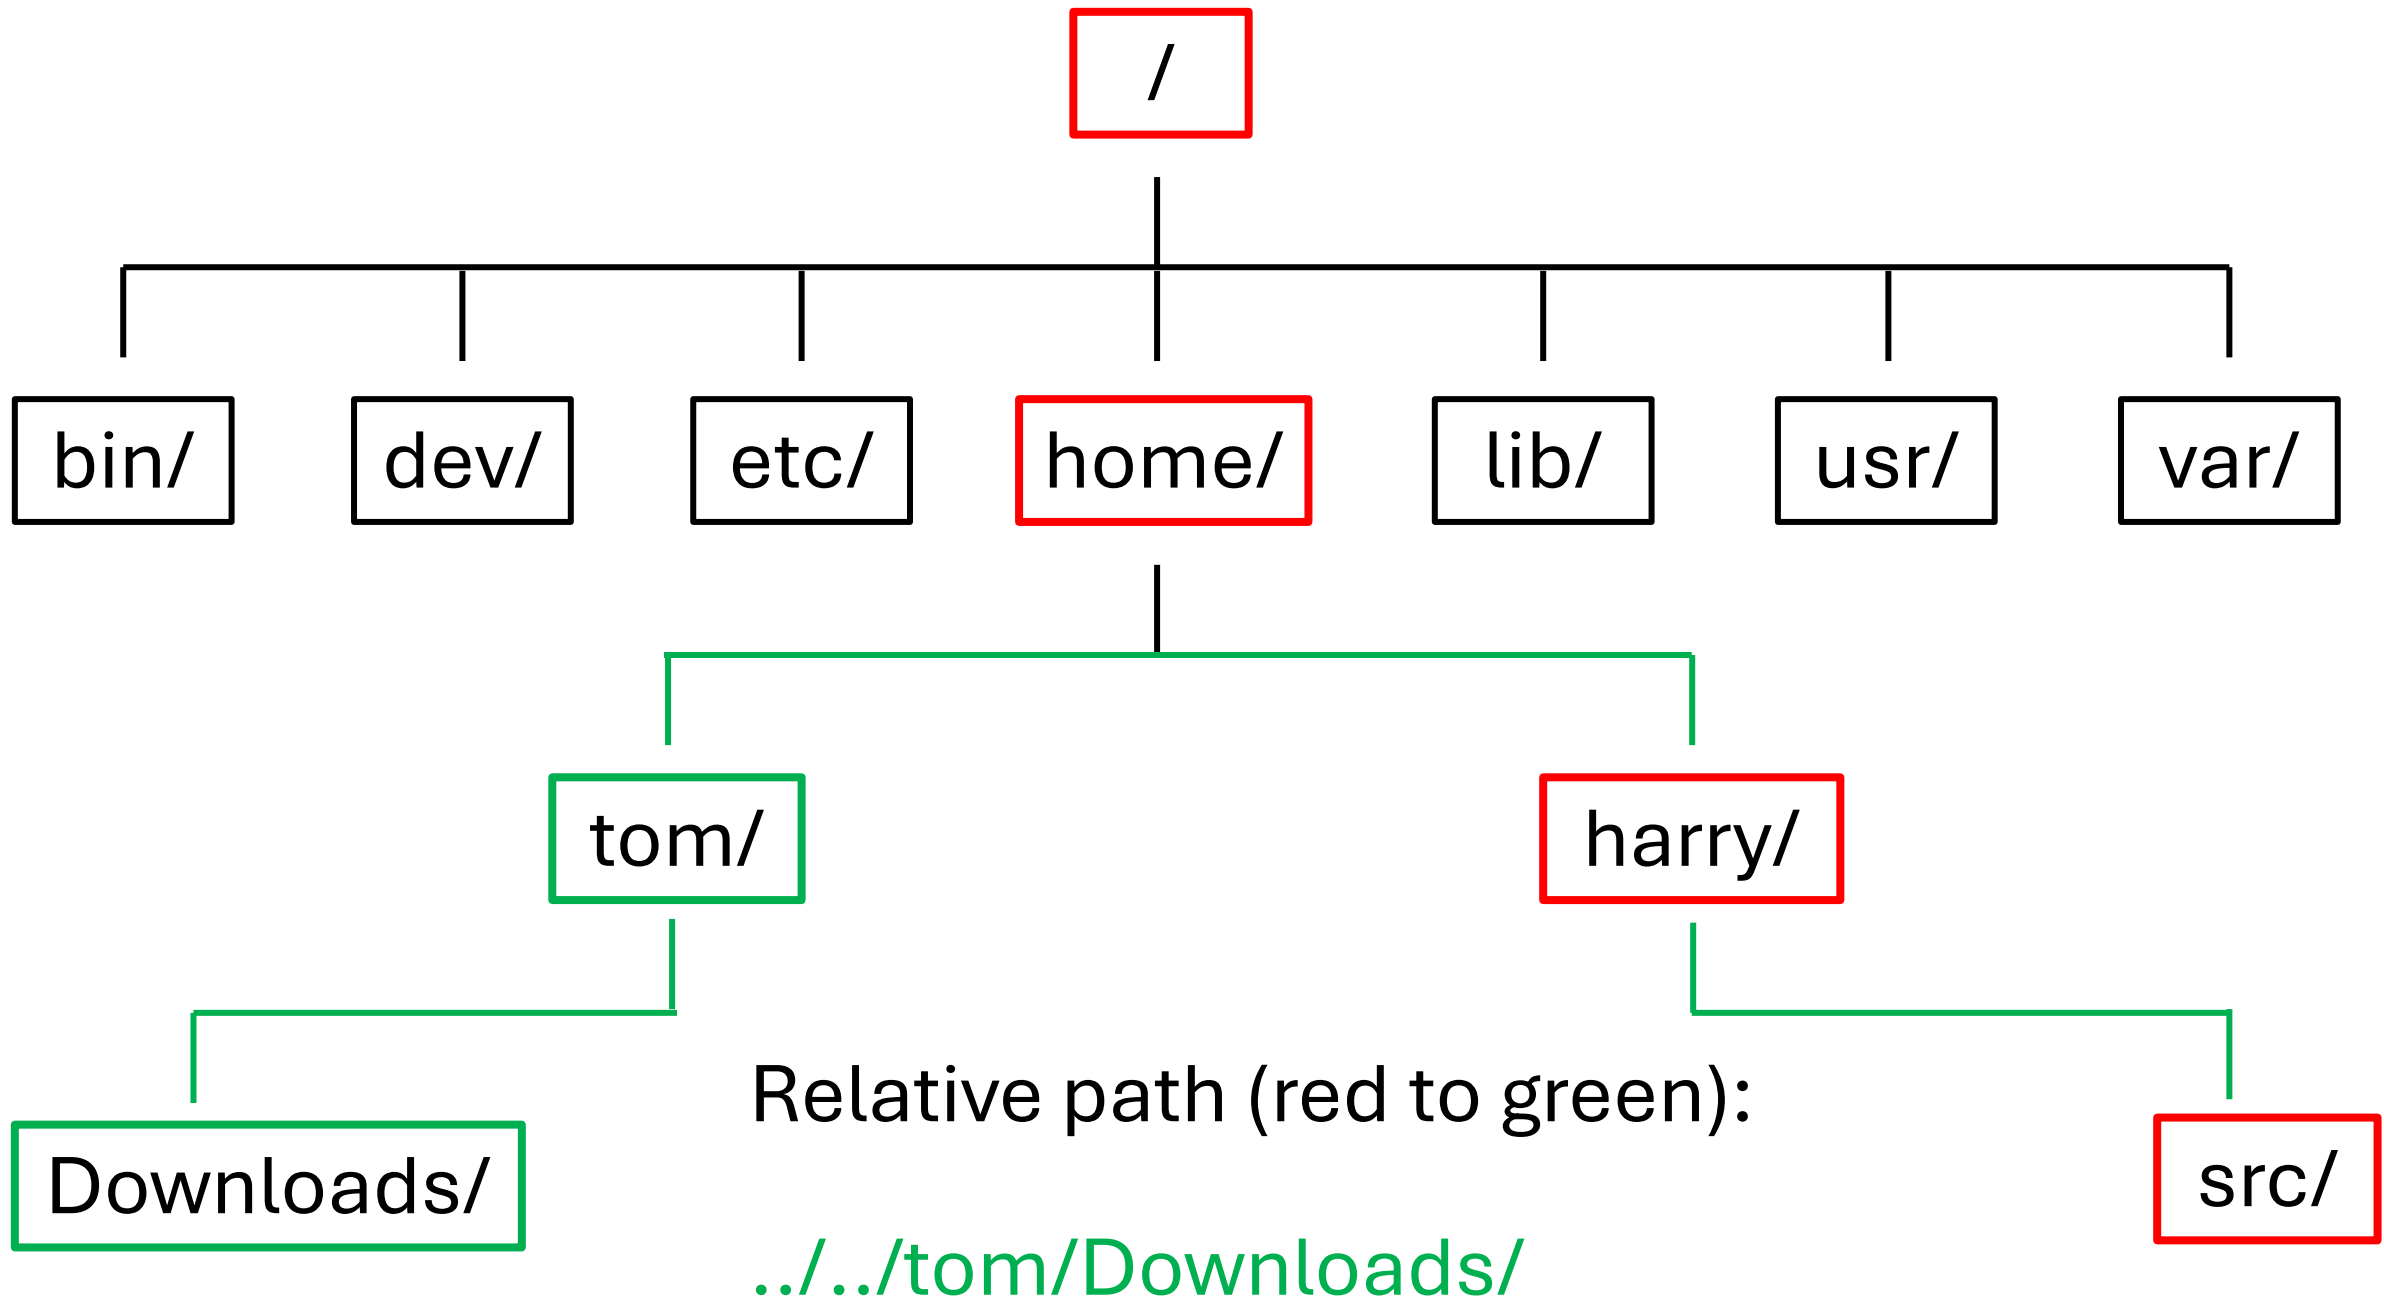 /
bin/
dev/
etc/
home/
lib/
usr/
var/
tom/
harry/
Downloads/
Relative path (red to green):
../../tom/Downloads/
src/